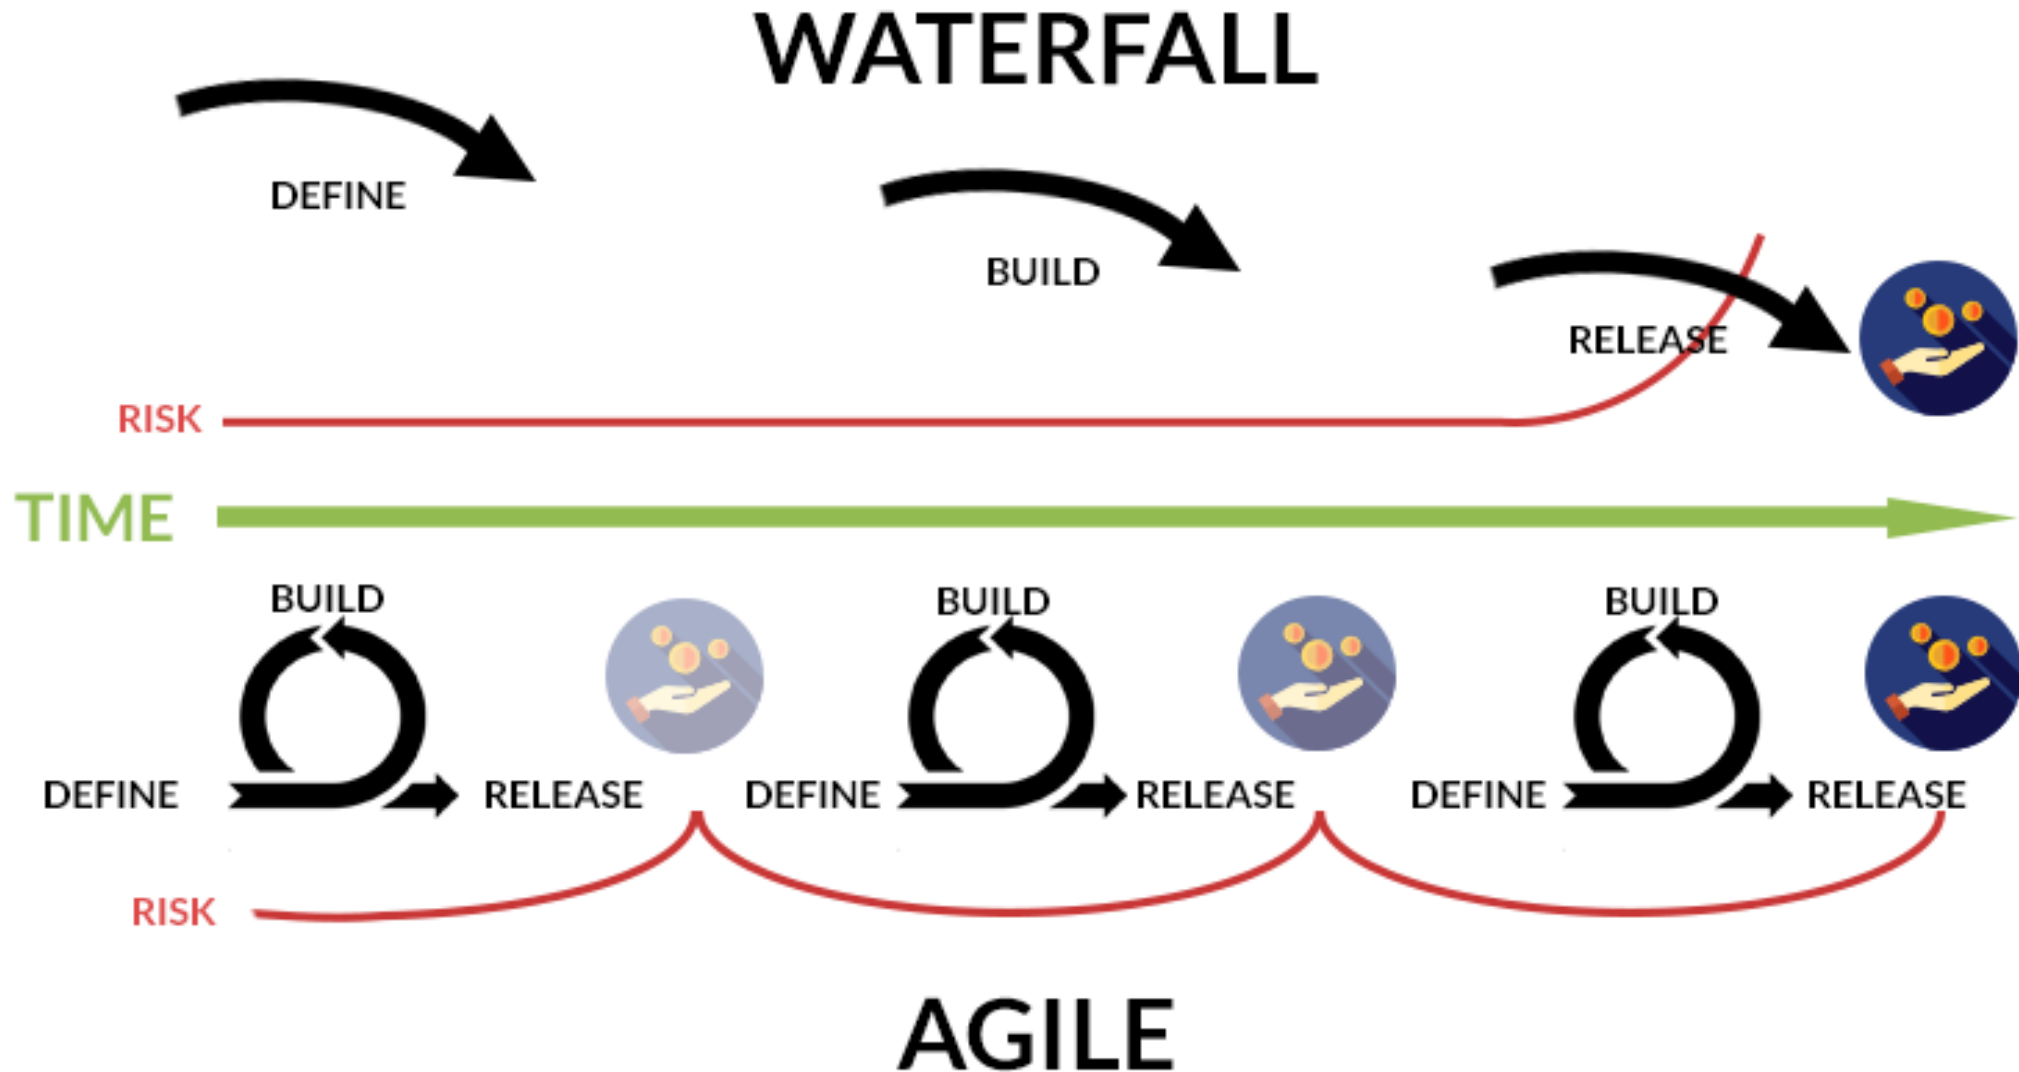 WATERFALL
DEFINE
BUILD
RELEASE
RISK
TIME
BUILD
BUILD
BUILD
DEFINE
RELEASE
DEFINE
RELEASE
DEFINE
RELEASE
RISK
AGILE